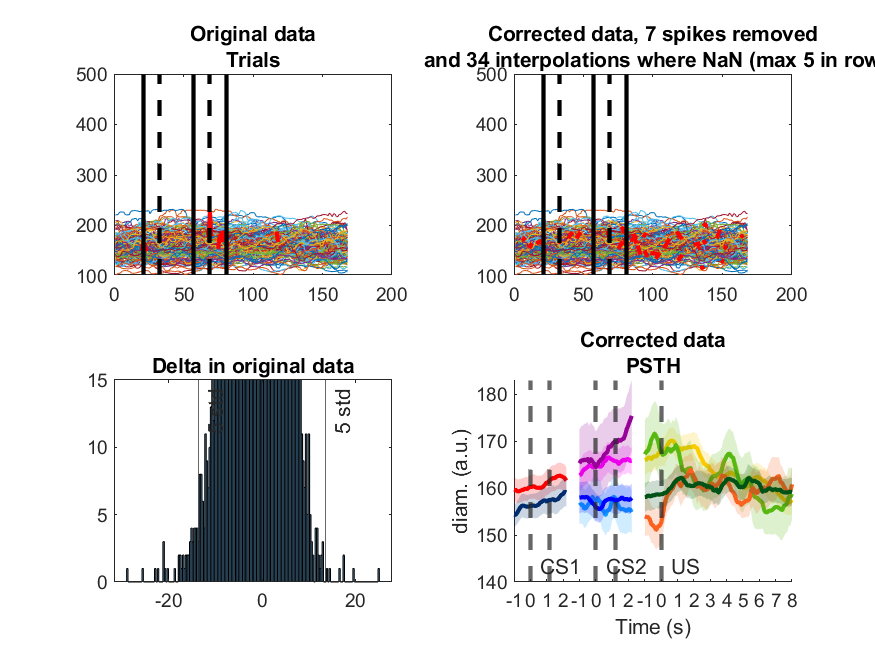 Original data
Trials
500
400
300
200
100
0
50
100
150
200
Corrected data, 7 spikes removed
and 34 interpolations where NaN (max 5 in row
500
400
300
200
100
0
50
100
150
200
Delta in original data
15
10
5
0
-20
0
20
5 std
Corrected data
PSTH
diam. (a.u.)
180
170
160
150
140
CS1
CS2
US
-1 0 1 2 -1 0 1 2 -1 0 1 2 3 4 5 6 7 8
Time (s)